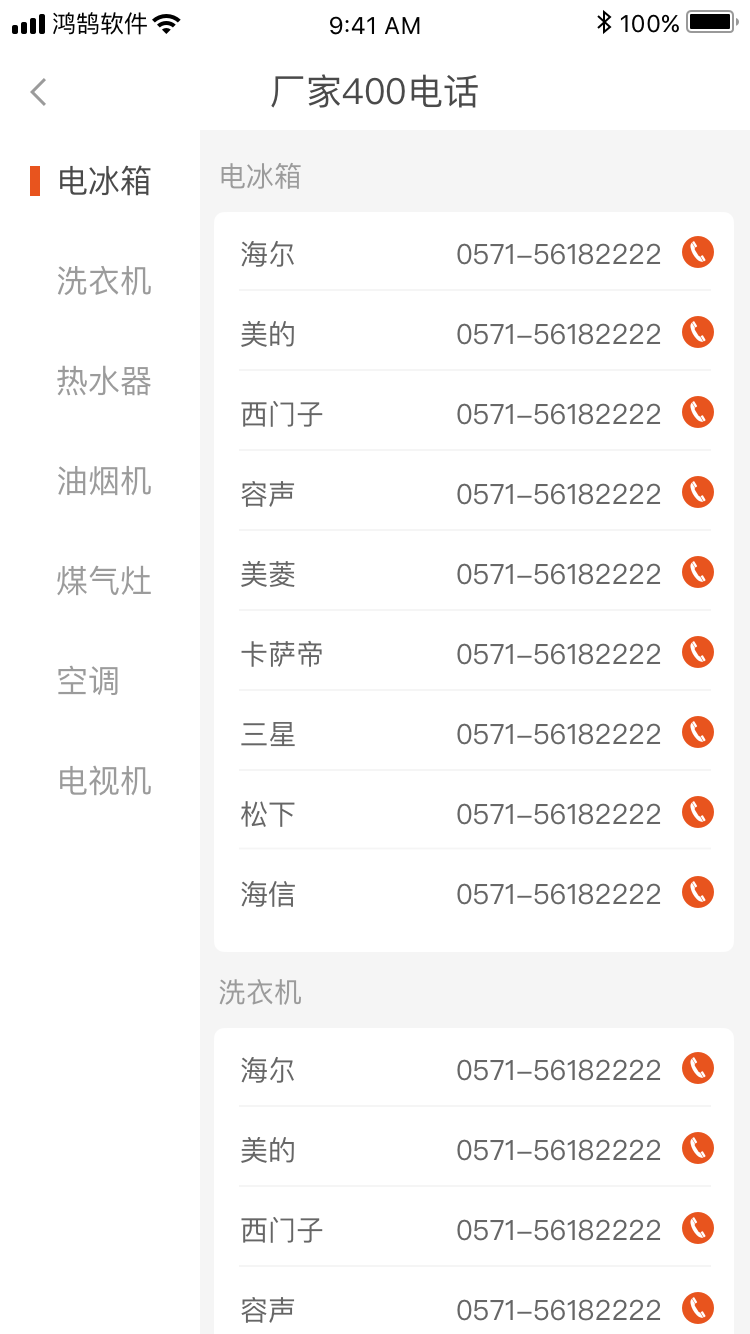 鸿鹄软件 9:41 AM 100%
厂家400电话
电冰箱
洗衣机
热水器
油烟机
煤气灶
空调
电视机
电冰箱
海尔 0571-56182222
美的 0571-56182222
西门子 0571-56182222
容声 0571-56182222
美菱 0571-56182222
卡萨帝 0571-56182222
三星 0571-56182222
松下 0571-56182222
海信 0571-56182222
洗衣机
海尔 0571-56182222
美的 0571-56182222
西门子 0571-56182222
容声 0571-56182222